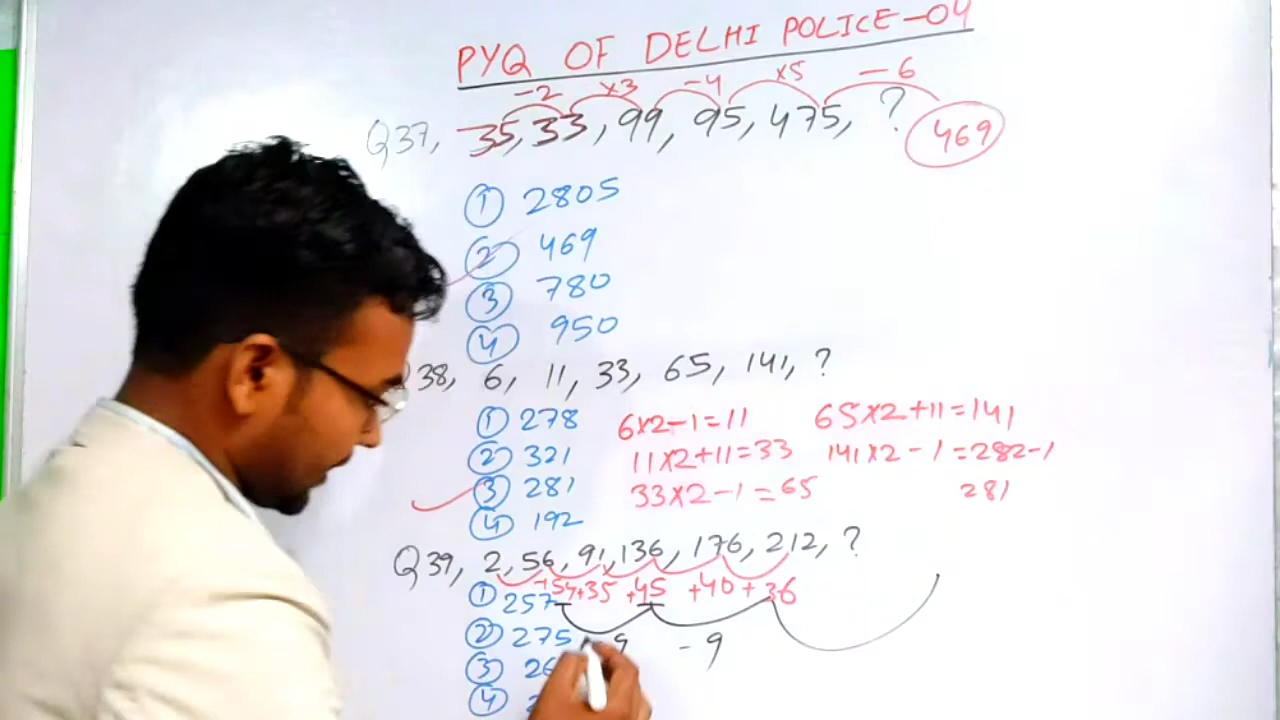 PYQ OF DELHI POLICE-04
-2 ×3 -4 ×5 -6
Q37, 35, 33, 99, 95, 475, ? 469
① 2805
② 469
③ 780
④ 950
38, 6, 11, 33, 65, 141, ?
① 278 6×2-1=11 65×2+11=141
② 321 11×2+11=33 141×2-1=282-1
③ 281 33×2-1=65 281
④ 192
Q39, 2, 56, 91, 136, 176, 212, ?
+54 +35 +45 +40 +36
① 257
② 275 9 -9
③ 26
④